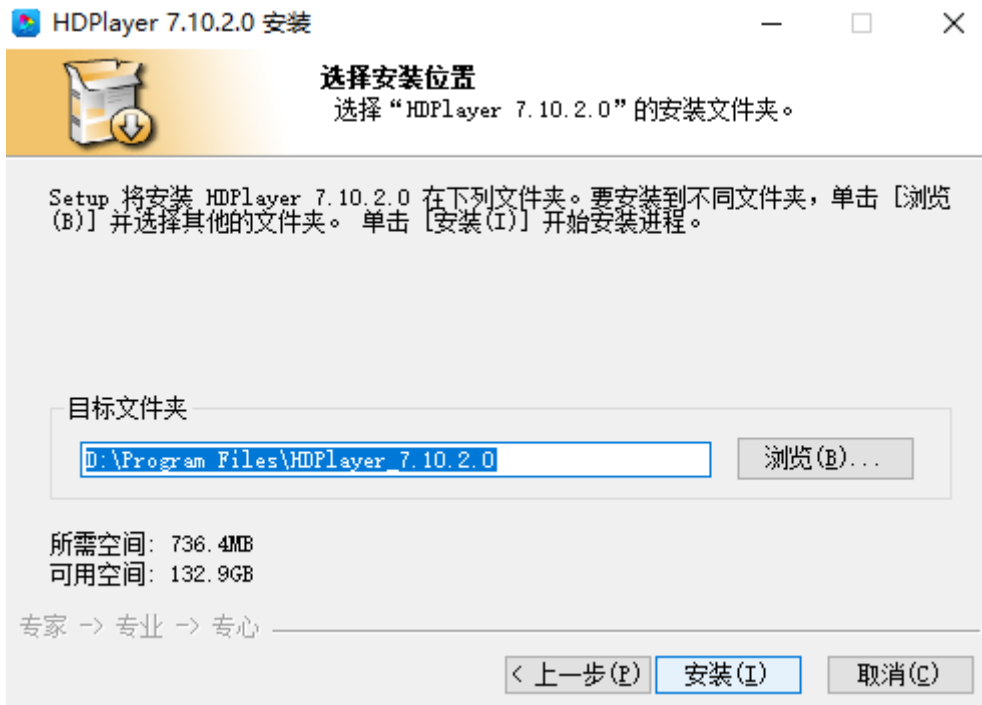 HDPlayer 7.10.2.0 安装
选择安装位置
选择“HDPlayer 7.10.2.0”的安装文件夹。
Setup 将安装 HDPlayer 7.10.2.0 在下列文件夹。要安装到不同文件夹，单击 [浏览
(B)] 并选择其他的文件夹。 单击 [安装(I)] 开始安装进程。
目标文件夹
D:\Program Files\HDPlayer_7.10.2.0
浏览(B)...
所需空间: 736.4MB
可用空间: 132.9GB
专家 -> 专业 -> 专心
< 上一步(P)
安装(I)
取消(C)